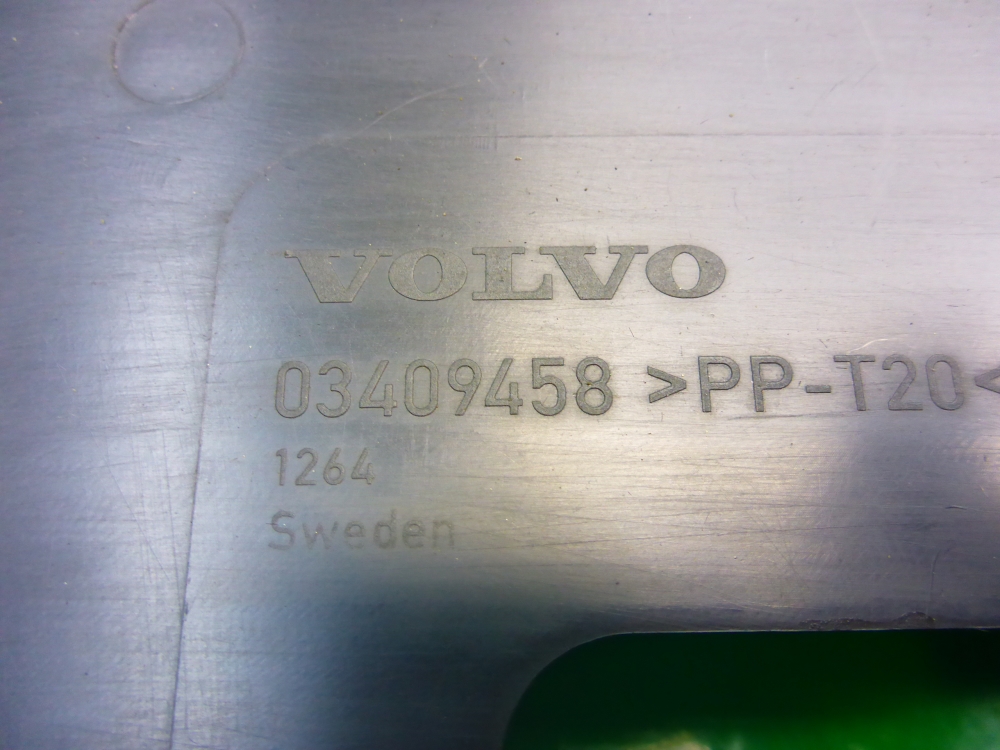 VOLVO
03409458 >PP-T20<
1264
Sweden